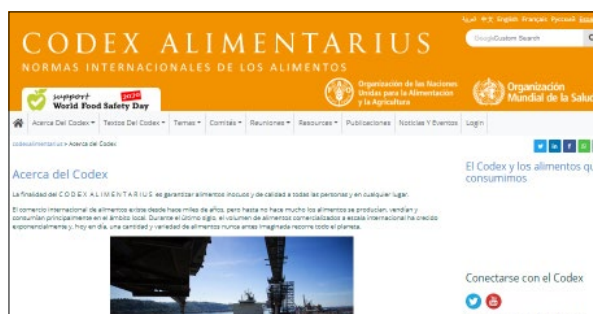 عربي 中文 English Français Русский Español
CODEX ALIMENTARIUS
Google Custom Search
NORMAS INTERNACIONALES DE LOS ALIMENTOS
support 2020
World Food Safety Day
Organización de las Naciones
Unidas para la Alimentación
y la Agricultura
Organización
Mundial de la Salud
Acerca Del Codex Textos Del Codex Temas Comités Reuniones Resources Publicaciones Noticias Y Eventos Login
codexalimentarius > Acerca del Codex
Acerca del Codex
El Codex y los alimentos qu
consumimos
La finalidad del CODEX ALIMENTARIUS es garantizar alimentos inocuos y de calidad a todas las personas y en cualquier lugar.
El comercio internacional de alimentos existe desde hace miles de años, pero hasta no hace mucho los alimentos se producían, vendían y
consumían principalmente en el ámbito local. Durante el último siglo, el volumen de alimentos comercializados a escala internacional ha crecido
exponencialmente y, hoy en día, una cantidad y variedad de alimentos nunca antes imaginada recorre todo el planeta.
Conectarse con el Codex